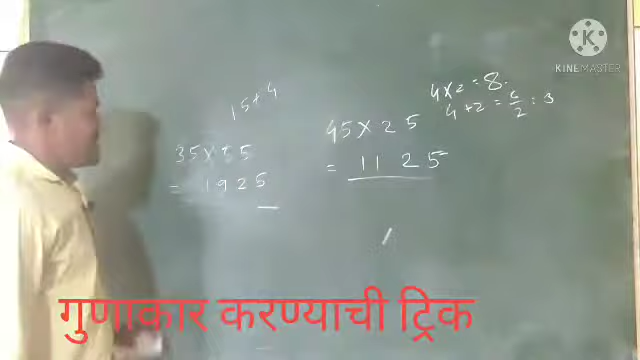 KINEMASTER
15+4
4×2 = 8.
4+2 = 6/2 : 3
45×25
= 1125
35×55
= 1925
गुणाकार करण्याची ट्रिक